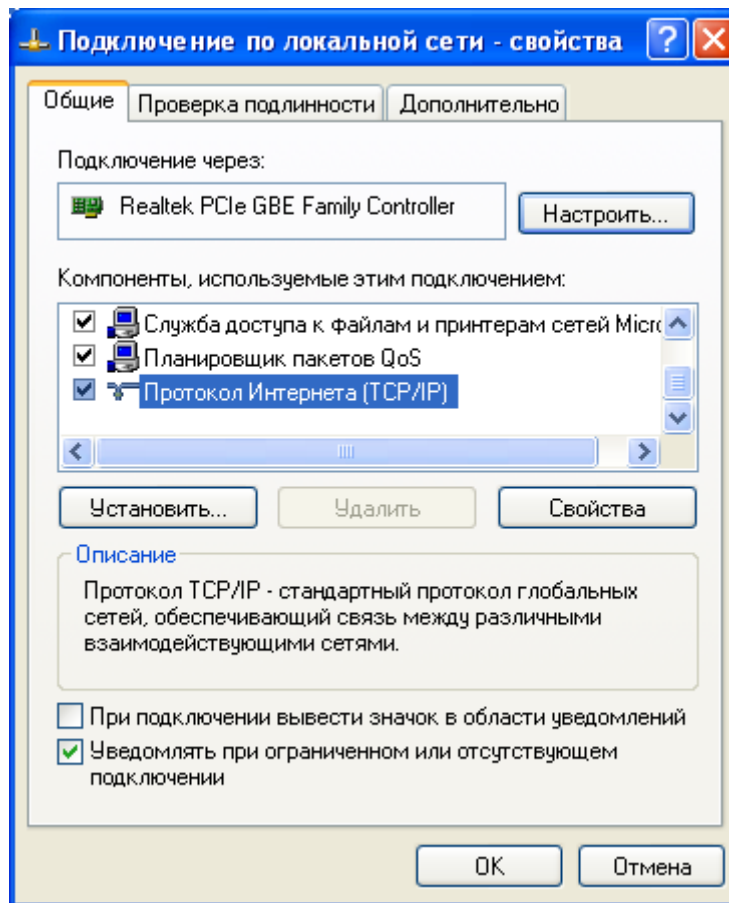 Подключение по локальной сети - свойства
Общие
Проверка подлинности
Дополнительно
Подключение через:
Realtek PCIe GBE Family Controller
Настроить...
Компоненты, используемые этим подключением:
Служба доступа к файлам и принтерам сетей Micr
Планировщик пакетов QoS
Протокол Интернета (TCP/IP)
Установить...
Удалить
Свойства
Описание
Протокол TCP/IP - стандартный протокол глобальных
сетей, обеспечивающий связь между различными
взаимодействующими сетями.
При подключении вывести значок в области уведомлений
Уведомлять при ограниченном или отсутствующем
подключении
OK
Отмена